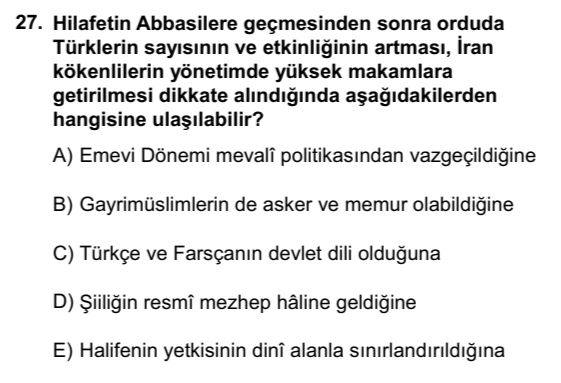 27. Hilafetin Abbasilere geçmesinden sonra orduda
Türklerin sayısının ve etkinliğinin artması, İran
kökenlilerin yönetimde yüksek makamlara
getirilmesi dikkate alındığında aşağıdakilerden
hangisine ulaşılabilir?
A) Emevi Dönemi mevalî politikasından vazgeçildiğine
B) Gayrimüslimlerin de asker ve memur olabildiğine
C) Türkçe ve Farsçanın devlet dili olduğuna
D) Şiiliğin resmî mezhep hâline geldiğine
E) Halifenin yetkisinin dinî alanla sınırlandırıldığına